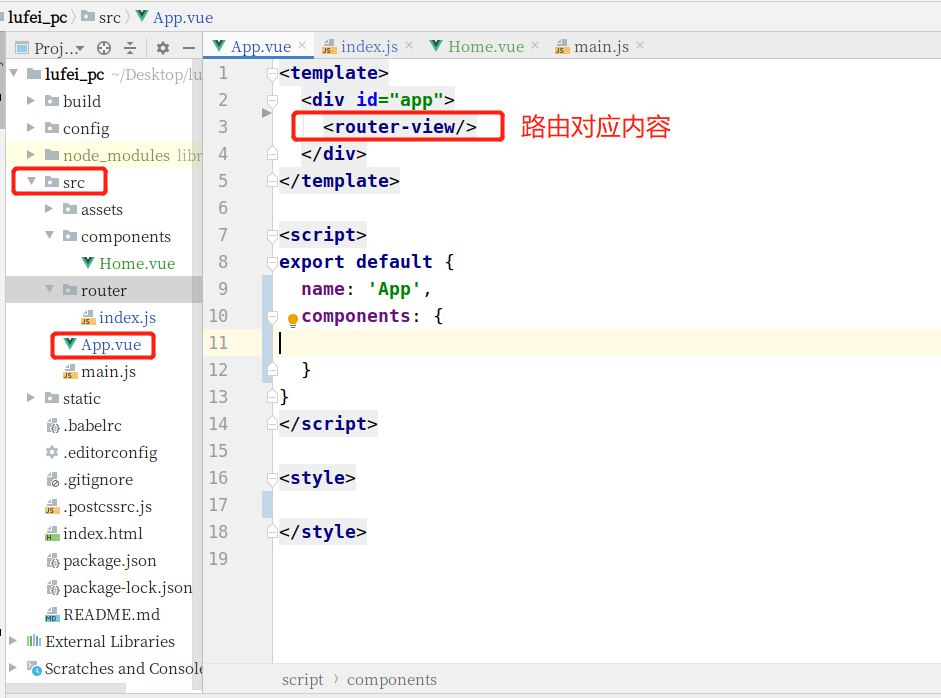 lufei_pc src App.vue
Proj... App.vue index.js Home.vue main.js
lufei_pc ~/Desktop/lu
build
config
node_modules libr
src
assets
components
Home.vue
router
index.js
App.vue
main.js
static
.babelrc
.editorconfig
.gitignore
.postcssrc.js
index.html
package.json
package-lock.json
README.md
External Libraries
Scratches and Console
1 <template>
2 <div id="app">
3 <router-view/> 路由对应内容
4 </div>
5 </template>
6
7 <script>
8 export default {
9 name: 'App',
10 components: {
11
12 }
13 }
14 </script>
15
16 <style>
17
18 </style>
19
script › components